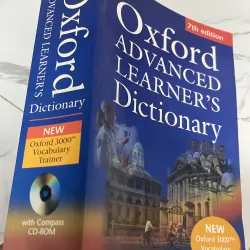 Oxford
ADVANCED
LEARNER'S
Dictionary
NEW
Oxford 3000™
Vocabulary
Trainer
with Compass
CD-ROM
7th edition
Oxford
ADVANCED
LEARNER'S
Dictionary
NEW
Oxford 3000™
Vocabulary